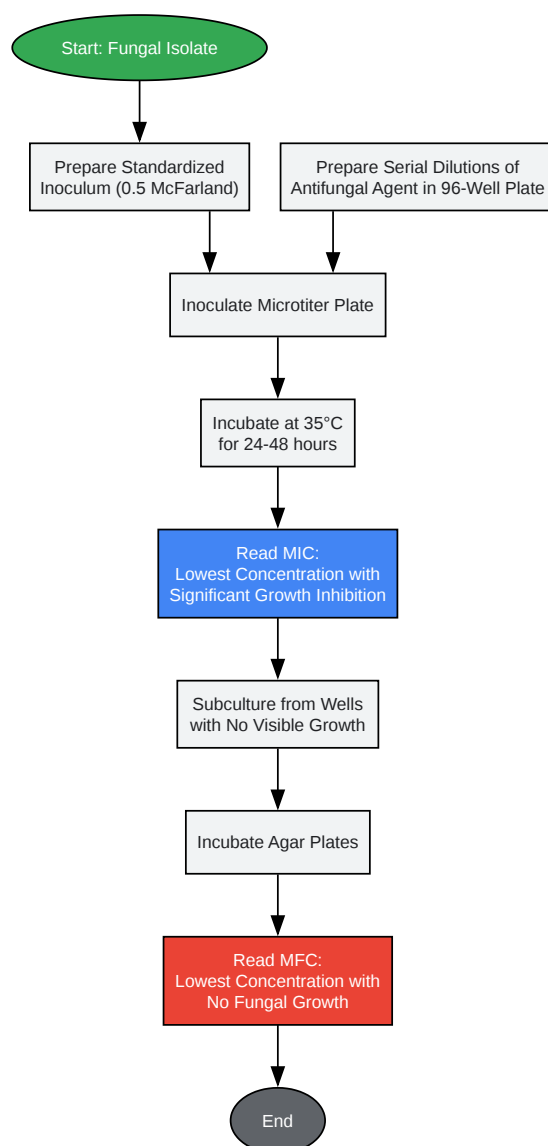 Start: Fungal Isolate
Prepare Standardized
Inoculum (0.5 McFarland)
Prepare Serial Dilutions of
Antifungal Agent in 96-Well Plate
Inoculate Microtiter Plate
Incubate at 35°C
for 24-48 hours
Read MIC:
Lowest Concentration with
Significant Growth Inhibition
Subculture from Wells
with No Visible Growth
Incubate Agar Plates
Read MFC:
Lowest Concentration with
No Fungal Growth
End